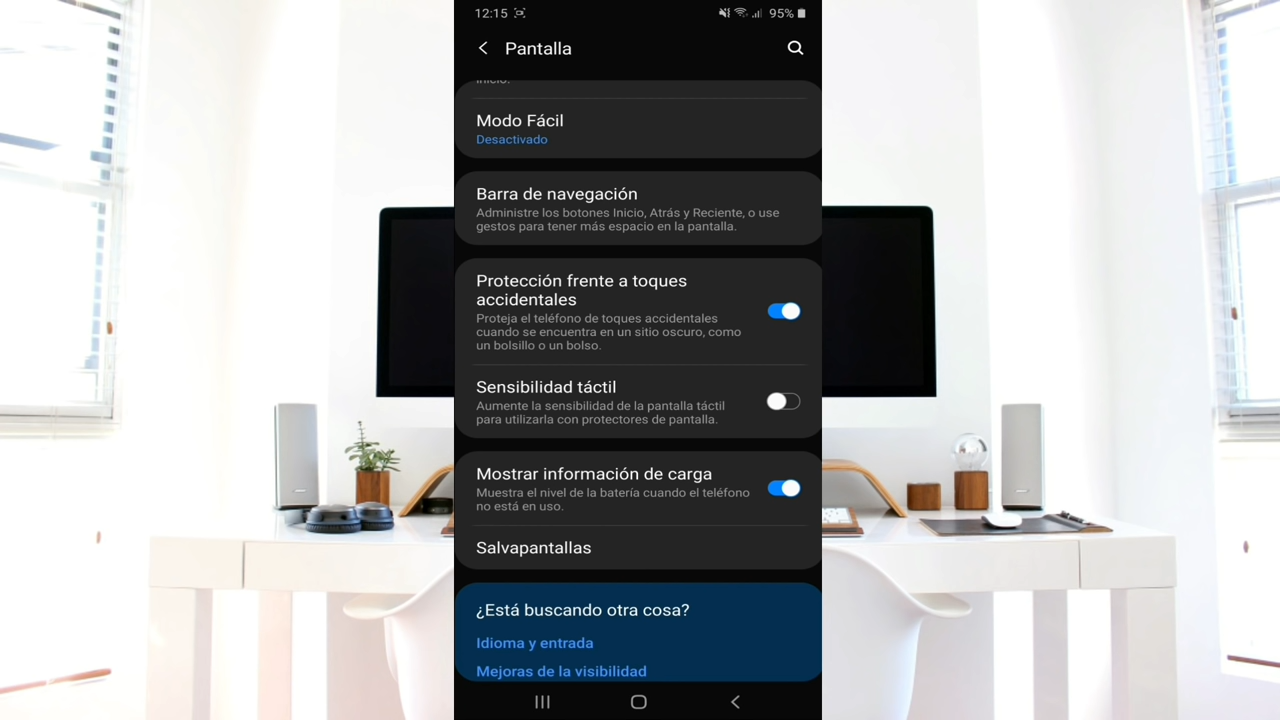 12:15
95%
Pantalla
Inicio.
Modo Fácil
Desactivado
Barra de navegación
Administre los botones Inicio, Atrás y Reciente, o use
gestos para tener más espacio en la pantalla.
Protección frente a toques
accidentales
Proteja el teléfono de toques accidentales
cuando se encuentra en un sitio oscuro, como
un bolsillo o un bolso.
Sensibilidad táctil
Aumente la sensibilidad de la pantalla táctil
para utilizarla con protectores de pantalla.
Mostrar información de carga
Muestra el nivel de la batería cuando el teléfono
no está en uso.
Salvapantallas
¿Está buscando otra cosa?
Idioma y entrada
Mejoras de la visibilidad